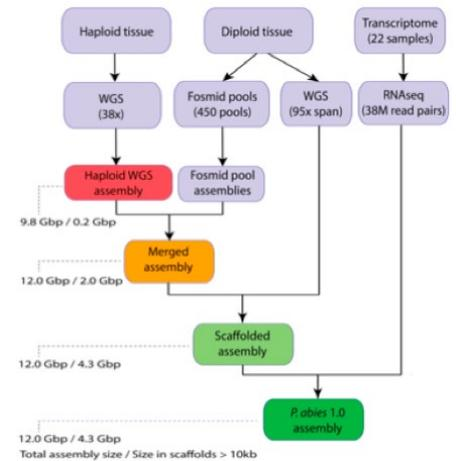 Haploid tissue
Diploid tissue
Transcriptome
(22 samples)
WGS
(38x)
Fosmid pools
(450 pools)
WGS
(95x span)
RNAseq
(38M read pairs)
Haploid WGS
assembly
Fosmid pool
assemblies
9.8 Gbp / 0.2 Gbp
Merged
assembly
12.0 Gbp / 2.0 Gbp
Scaffolded
assembly
12.0 Gbp / 4.3 Gbp
P. abies 1.0
assembly
12.0 Gbp / 4.3 Gbp
Total assembly size / Size in scaffolds > 10kb